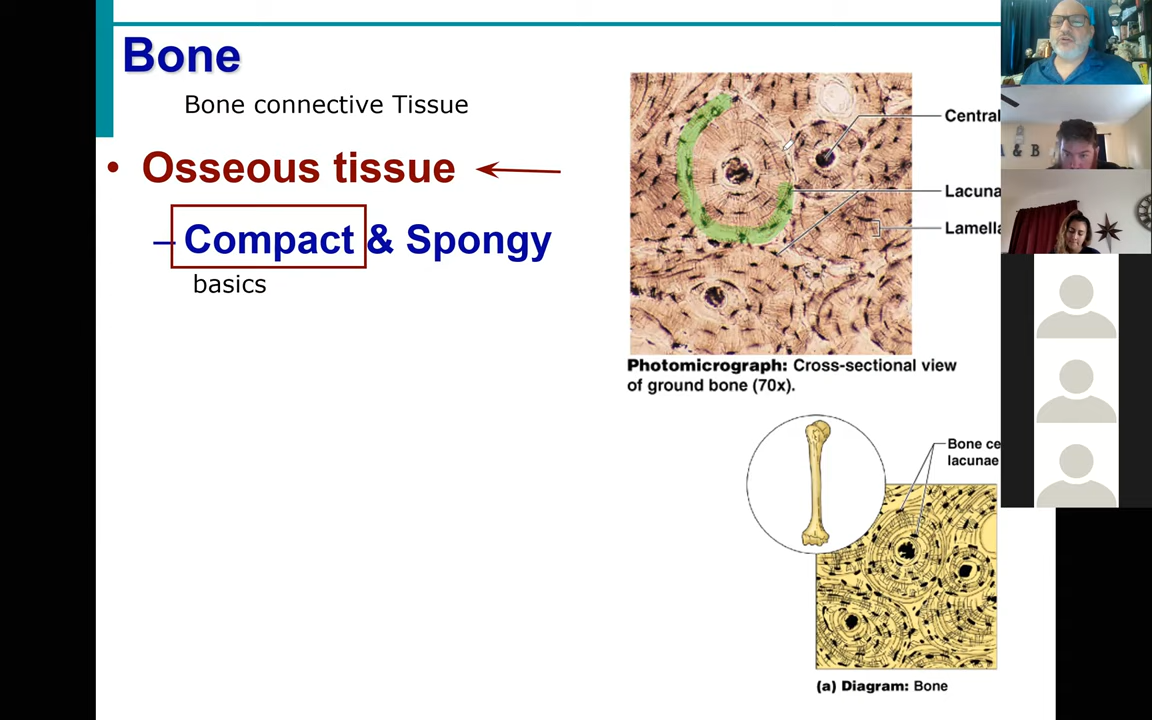 Bone
Bone connective Tissue
• Osseous tissue
– Compact & Spongy
basics
Central
Lacuna
Lamella
Photomicrograph: Cross-sectional view
of ground bone (70x).
Bone ce
lacunae
(a) Diagram: Bone
& B